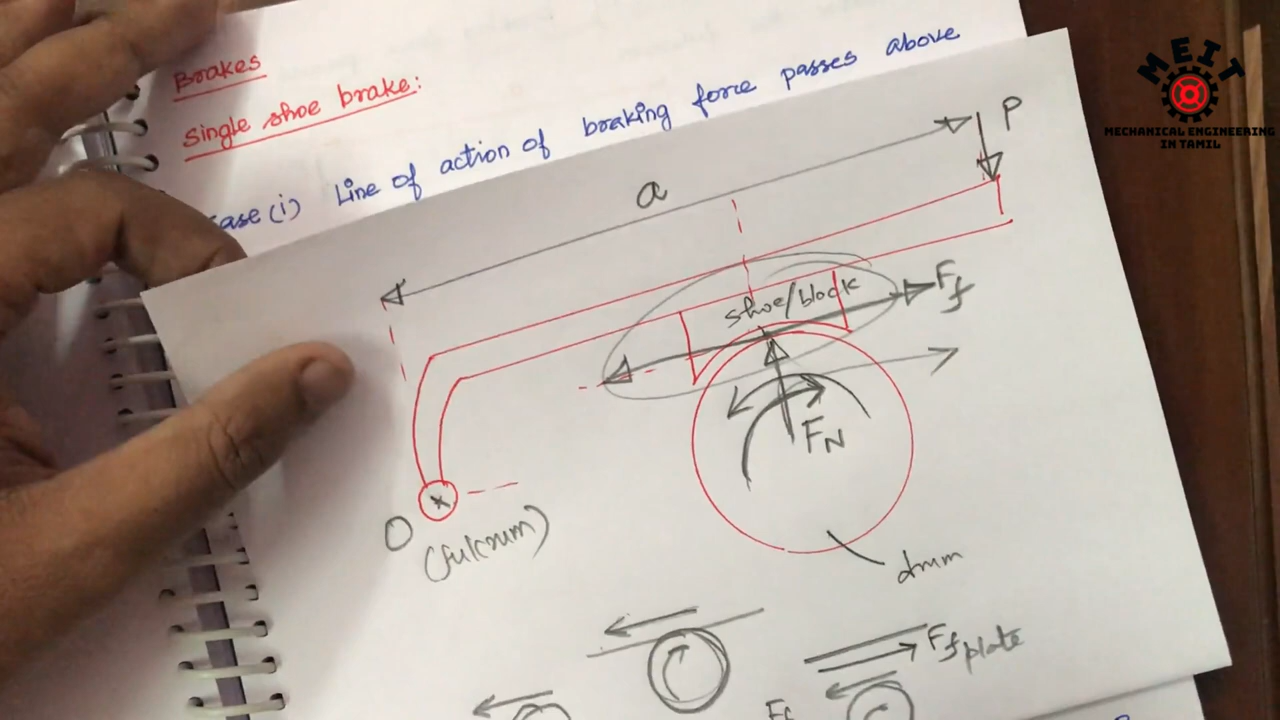 Brakes
Single shoe brake:
Case (i) Line of action of braking force passes above
MEIT
MECHANICAL ENGINEERING
IN TAMIL
P
a
shoe/block
Ff
FN
O
(fulcrum)
drum
Ff plate